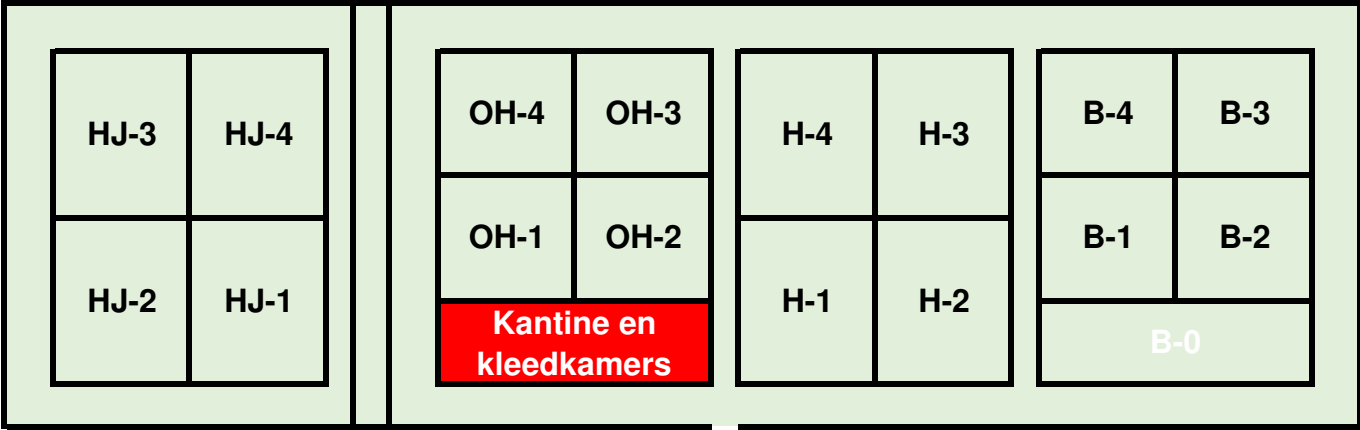 HJ-3 HJ-4
HJ-2 HJ-1
OH-4 OH-3
OH-1 OH-2
Kantine en
kleedkamers
H-4 H-3
H-1 H-2
B-4 B-3
B-1 B-2
B-0